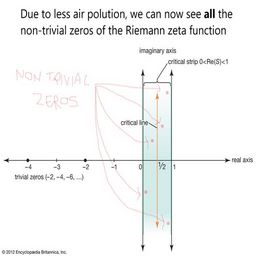 Due to less air polution, we can now see all the
non-trivial zeros of the Riemann zeta function
imaginary axis
critical strip 0<Re(S)<1
NON TRIVIAL
ZEROS
critical line
real axis
-4 -3 -2 -1 0 ½ 1
trivial zeros (-2, -4, -6, ...)
© 2012 Encyclopædia Britannica, Inc.